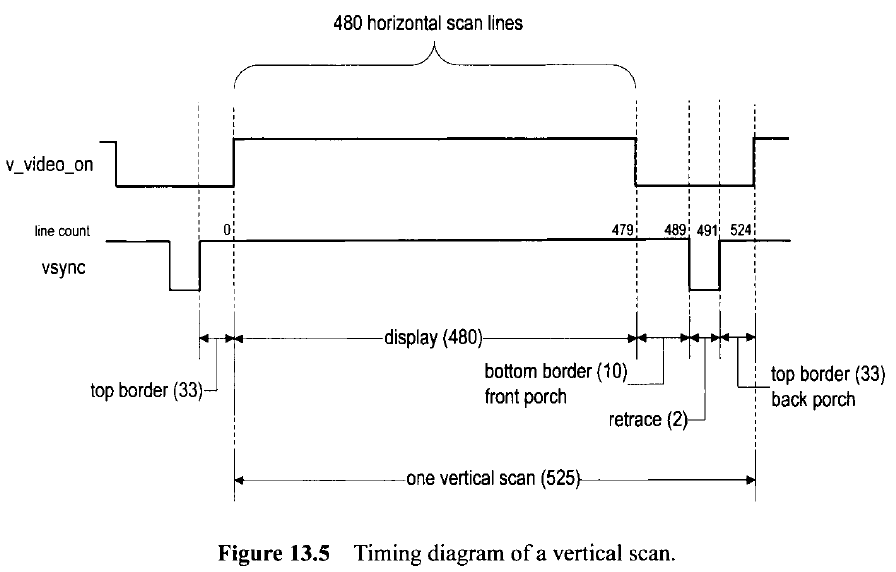 480 horizontal scan lines
v_video_on
line count 0 479 489 491 524
vsync
display (480)
top border (33)
bottom border (10)
front porch
retrace (2)
top border (33)
back porch
one vertical scan (525)
Figure 13.5 Timing diagram of a vertical scan.